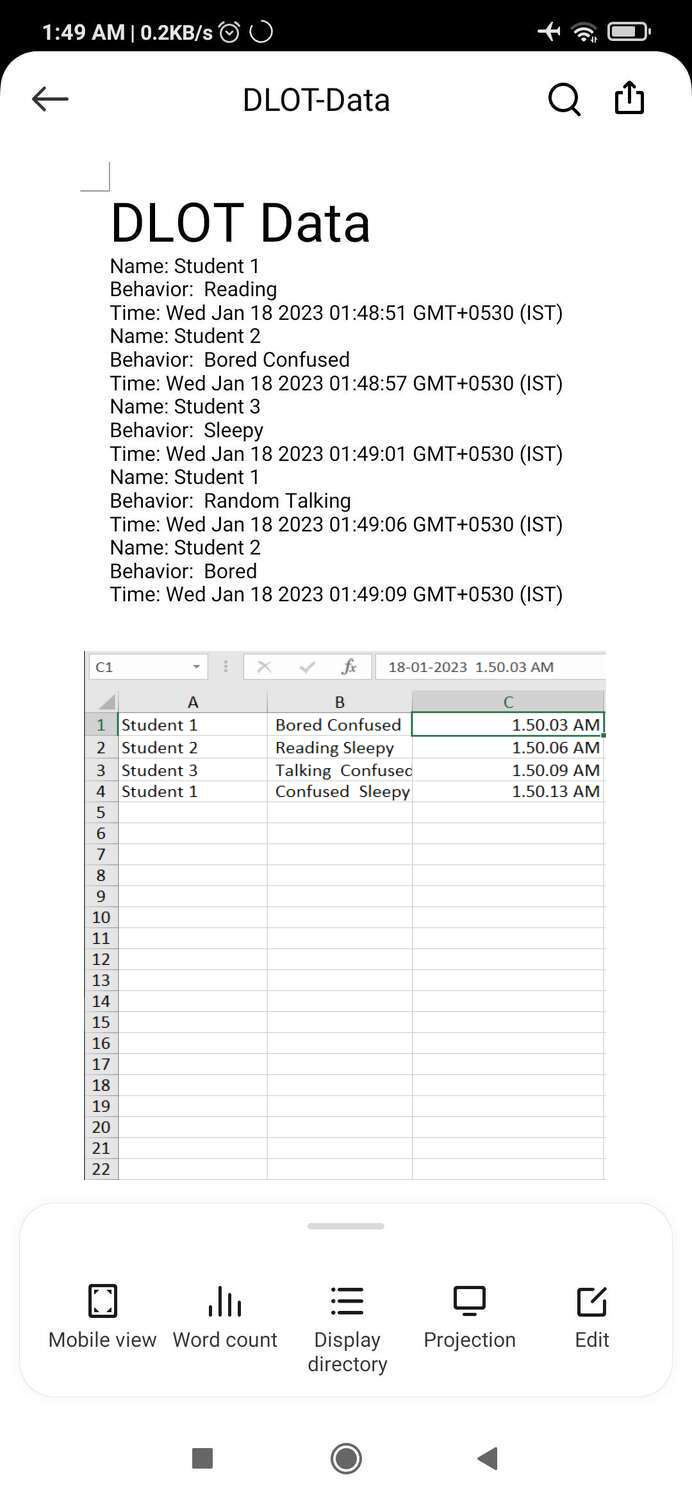 1:49 AM | 0.2KB/s
DLOT-Data
DLOT Data
Name: Student 1
Behavior:  Reading
Time: Wed Jan 18 2023 01:48:51 GMT+0530 (IST)
Name: Student 2
Behavior:  Bored Confused
Time: Wed Jan 18 2023 01:48:57 GMT+0530 (IST)
Name: Student 3
Behavior:  Sleepy
Time: Wed Jan 18 2023 01:49:01 GMT+0530 (IST)
Name: Student 1
Behavior:  Random Talking
Time: Wed Jan 18 2023 01:49:06 GMT+0530 (IST)
Name: Student 2
Behavior:  Bored
Time: Wed Jan 18 2023 01:49:09 GMT+0530 (IST)
C1 fx 18-01-2023  1.50.03 AM
A B C
1 Student 1 Bored Confused 1.50.03 AM
2 Student 2 Reading Sleepy 1.50.06 AM
3 Student 3 Talking  Confused 1.50.09 AM
4 Student 1 Confused  Sleepy 1.50.13 AM
5
6
7
8
9
10
11
12
13
14
15
16
17
18
19
20
21
22
Mobile view Word count Display Projection Edit
directory